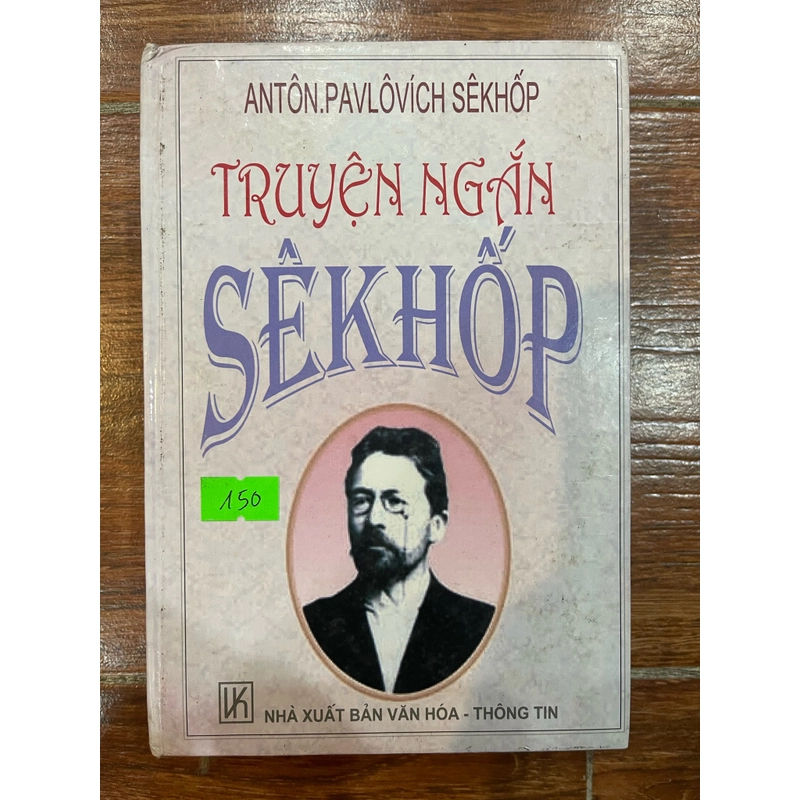 ANTÔN.PAVLÔVÍCH SÊKHỐP
TRUYỆN NGẮN
SÊKHỐP
150
VK
NHÀ XUẤT BẢN VĂN HÓA - THÔNG TIN